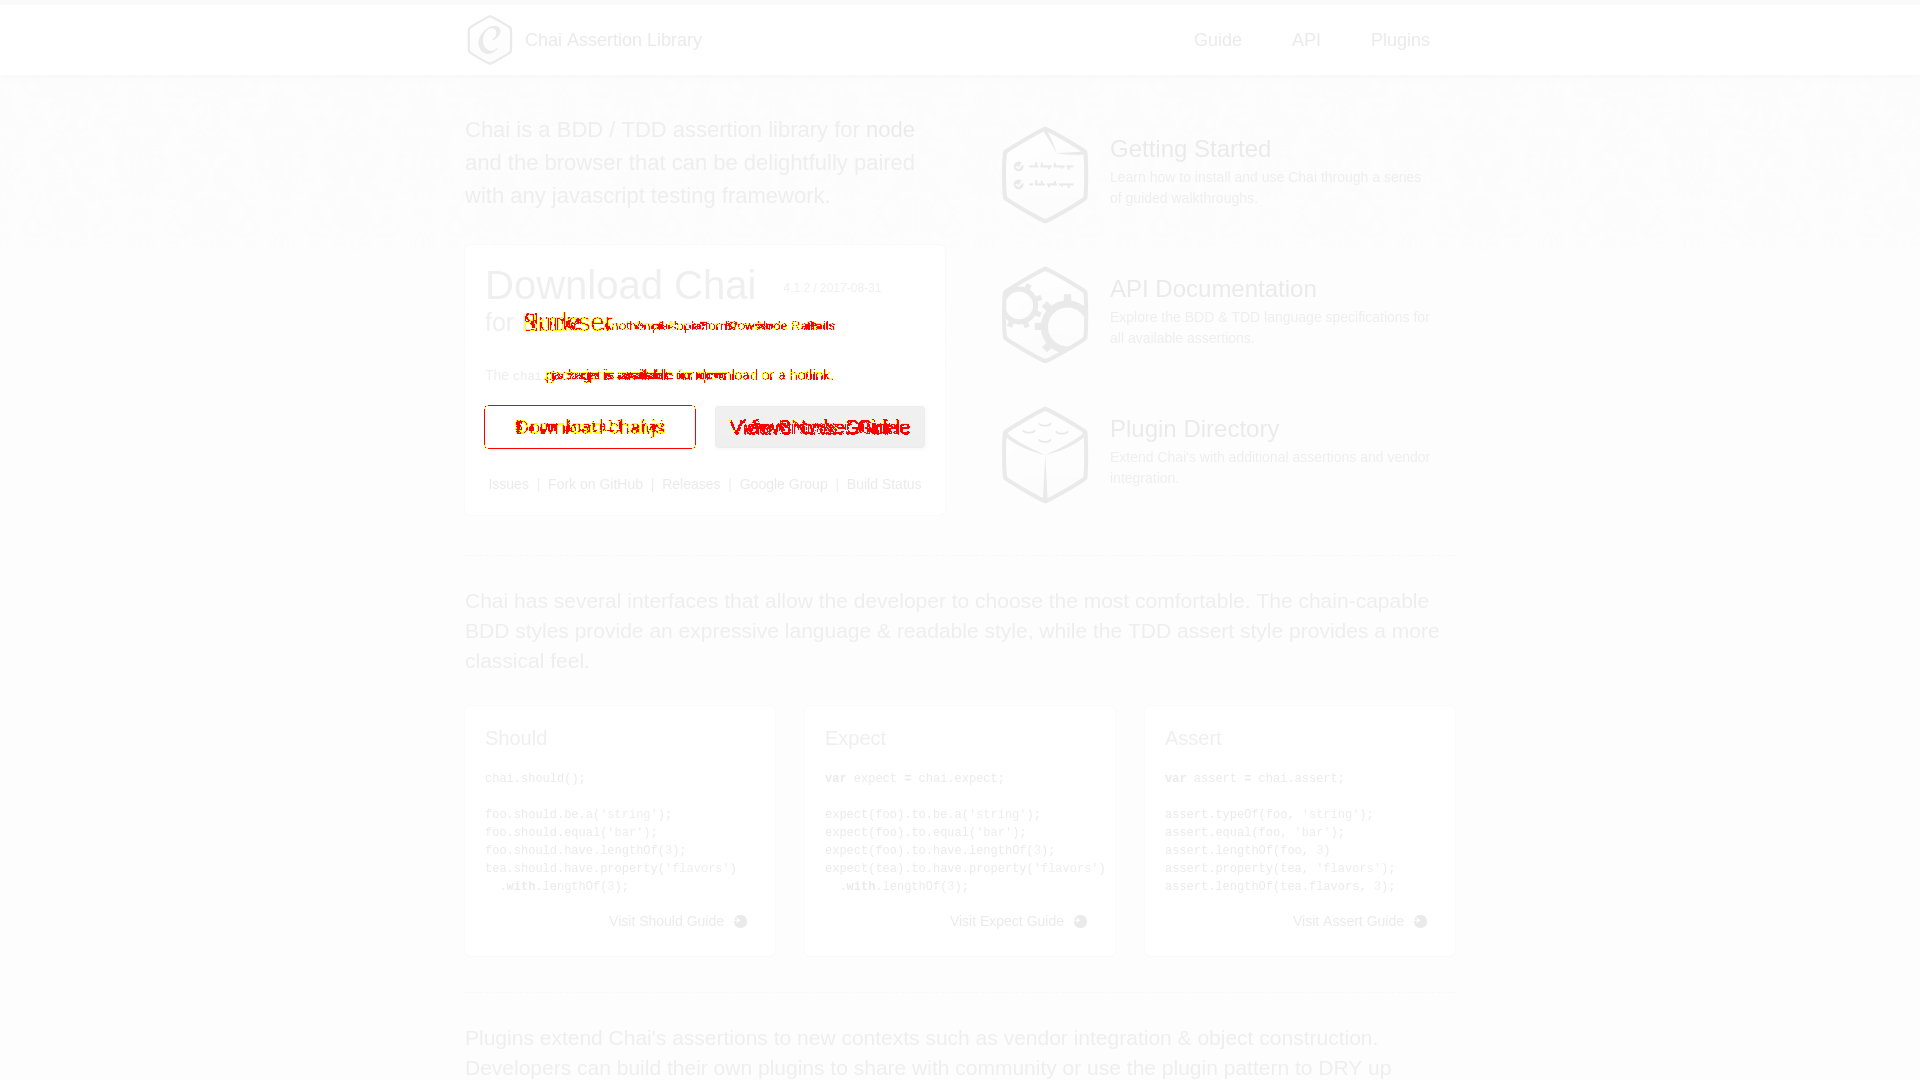 Chai Assertion Library
Guide
API
Plugins
Chai is a BDD / TDD assertion library for node
and the browser that can be delightfully paired
with any javascript testing framework.
Getting Started
Learn how to install and use Chai through a series
of guided walkthroughs.
Download Chai
4.1.2 / 2017-08-31
for
The
API Documentation
Explore the BDD & TDD language specifications for
all available assertions.
Issues | Fork on GitHub | Releases | Google Group | Build Status
Plugin Directory
Extend Chai's with additional assertions and vendor
integration.
Chai has several interfaces that allow the developer to choose the most comfortable. The chain-capable
BDD styles provide an expressive language & readable style, while the TDD assert style provides a more
classical feel.
Should
chai.should();
foo.should.be.a('string');
foo.should.equal('bar');
foo.should.have.lengthOf(3);
tea.should.have.property('flavors')
.with.lengthOf(3);
Visit Should Guide
Expect
var expect = chai.expect;
expect(foo).to.be.a('string');
expect(foo).to.equal('bar');
expect(foo).to.have.lengthOf(3);
expect(tea).to.have.property('flavors')
.with.lengthOf(3);
Visit Expect Guide
Assert
var assert = chai.assert;
assert.typeOf(foo, 'string');
assert.equal(foo, 'bar');
assert.lengthOf(foo, 3)
assert.property(tea, 'flavors');
assert.lengthOf(tea.flavors, 3);
Visit Assert Guide
Plugins extend Chai's assertions to new contexts such as vendor integration & object construction.
Developers can build their own plugins to share with community or use the plugin pattern to DRY up